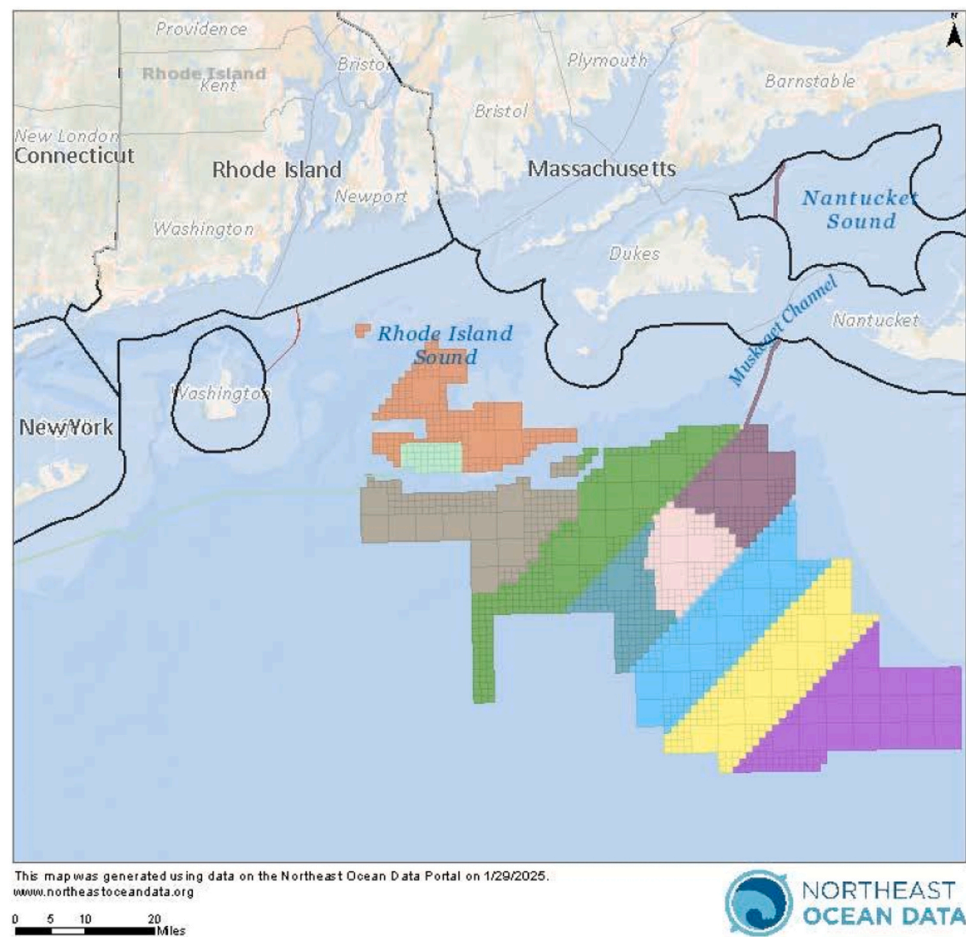 N
Providence
Plymouth
Bristol
Rhode Island
Kent
Barnstable
Bristol
New London
Connecticut
Rhode Island
Massachusetts
Newport
Nantucket
Sound
Washington
Dukes
Muskeget Channel
Nantucket
Rhode Island
Sound
Washington
New York
This map was generated using data on the Northeast Ocean Data Portal on 1/29/2025.
www.northeastoceandata.org
0 5 10 20
Miles
NORTHEAST
OCEAN DATA